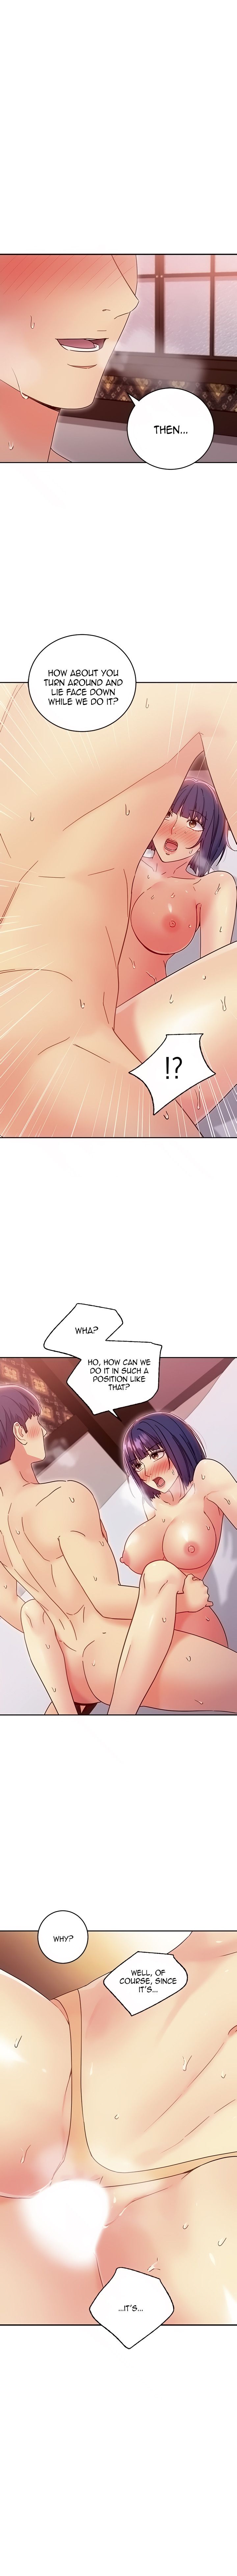 THEN...
HOW ABOUT YOU
TURN AROUND AND
LIE FACE DOWN
WHILE WE DO IT?
!?
WHA?
HO, HOW CAN WE
DO IT IN SUCH A
POSITION LIKE
THAT?
WHY?
WELL, OF
COURSE, SINCE
IT'S...
...IT'S...